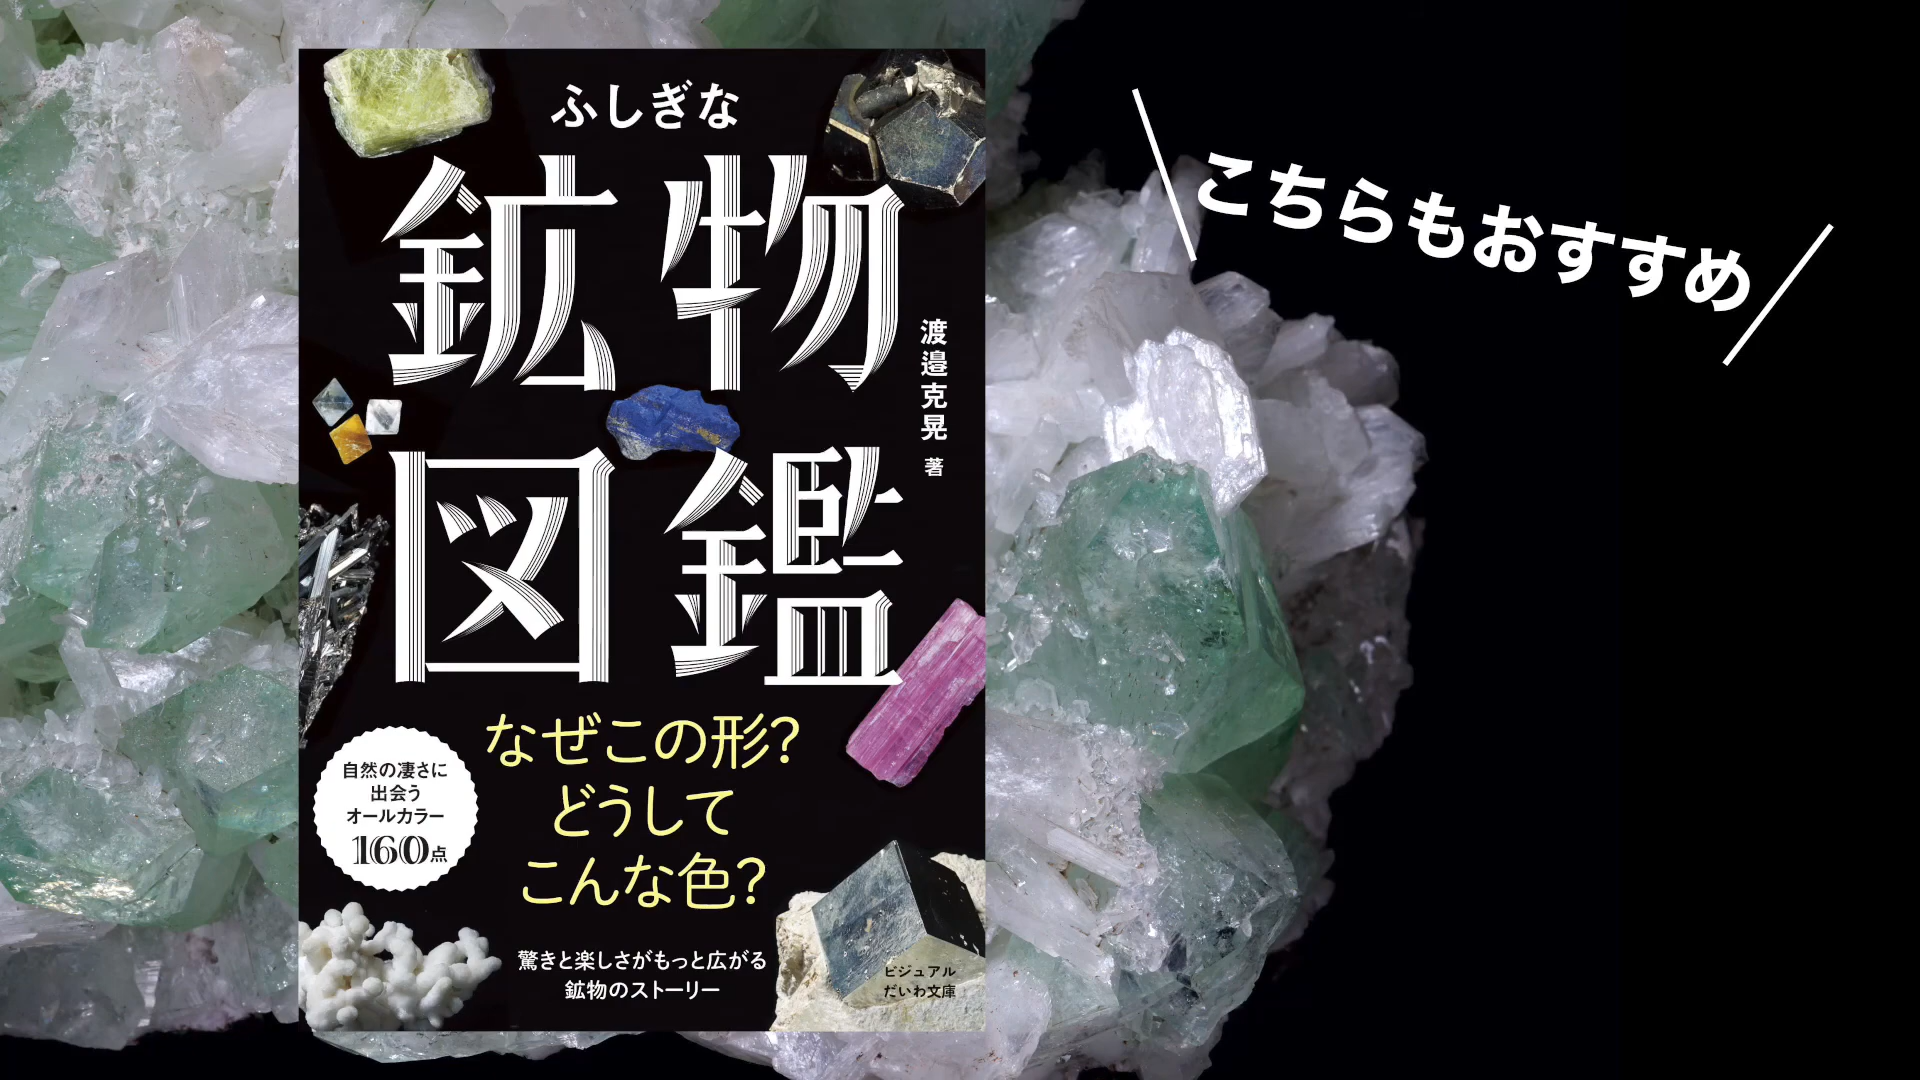 ふしぎな
鉱物
図鑑
渡邉克晃 著
なぜこの形?
どうして
こんな色?
自然の凄さに
出会う
オールカラー
160点
驚きと楽しさがもっと広がる
鉱物のストーリー
ビジュアル
だいわ文庫
こちらもおすすめ